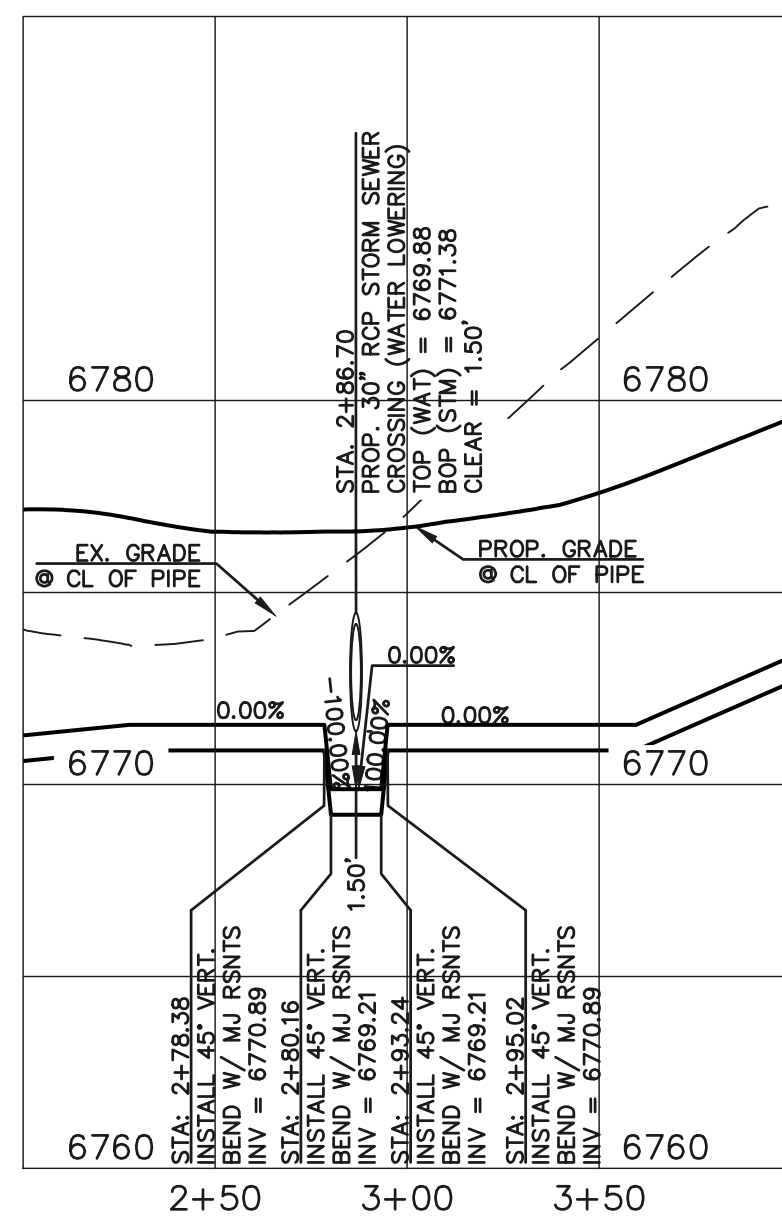 STA. 2+86.70
PROP. 30" RCP STORM SEWER
CROSSING (WATER LOWERING)
TOP (WAT) = 6769.88
BOP (STM) = 6771.38
CLEAR = 1.50'
6780
6780
EX. GRADE
@ CL OF PIPE
PROP. GRADE
@ CL OF PIPE
0.00%
0.00%
-100.00%
100.00%
0.00%
6770
6770
1.50'
STA: 2+78.38
INSTALL 45° VERT.
BEND W/ MJ RSNTS
INV = 6770.89
STA: 2+80.16
INSTALL 45° VERT.
BEND W/ MJ RSNTS
INV = 6769.21
STA: 2+93.24
INSTALL 45° VERT.
BEND W/ MJ RSNTS
INV = 6769.21
STA: 2+95.02
INSTALL 45° VERT.
BEND W/ MJ RSNTS
INV = 6770.89
6760
6760
2+50
3+00
3+50